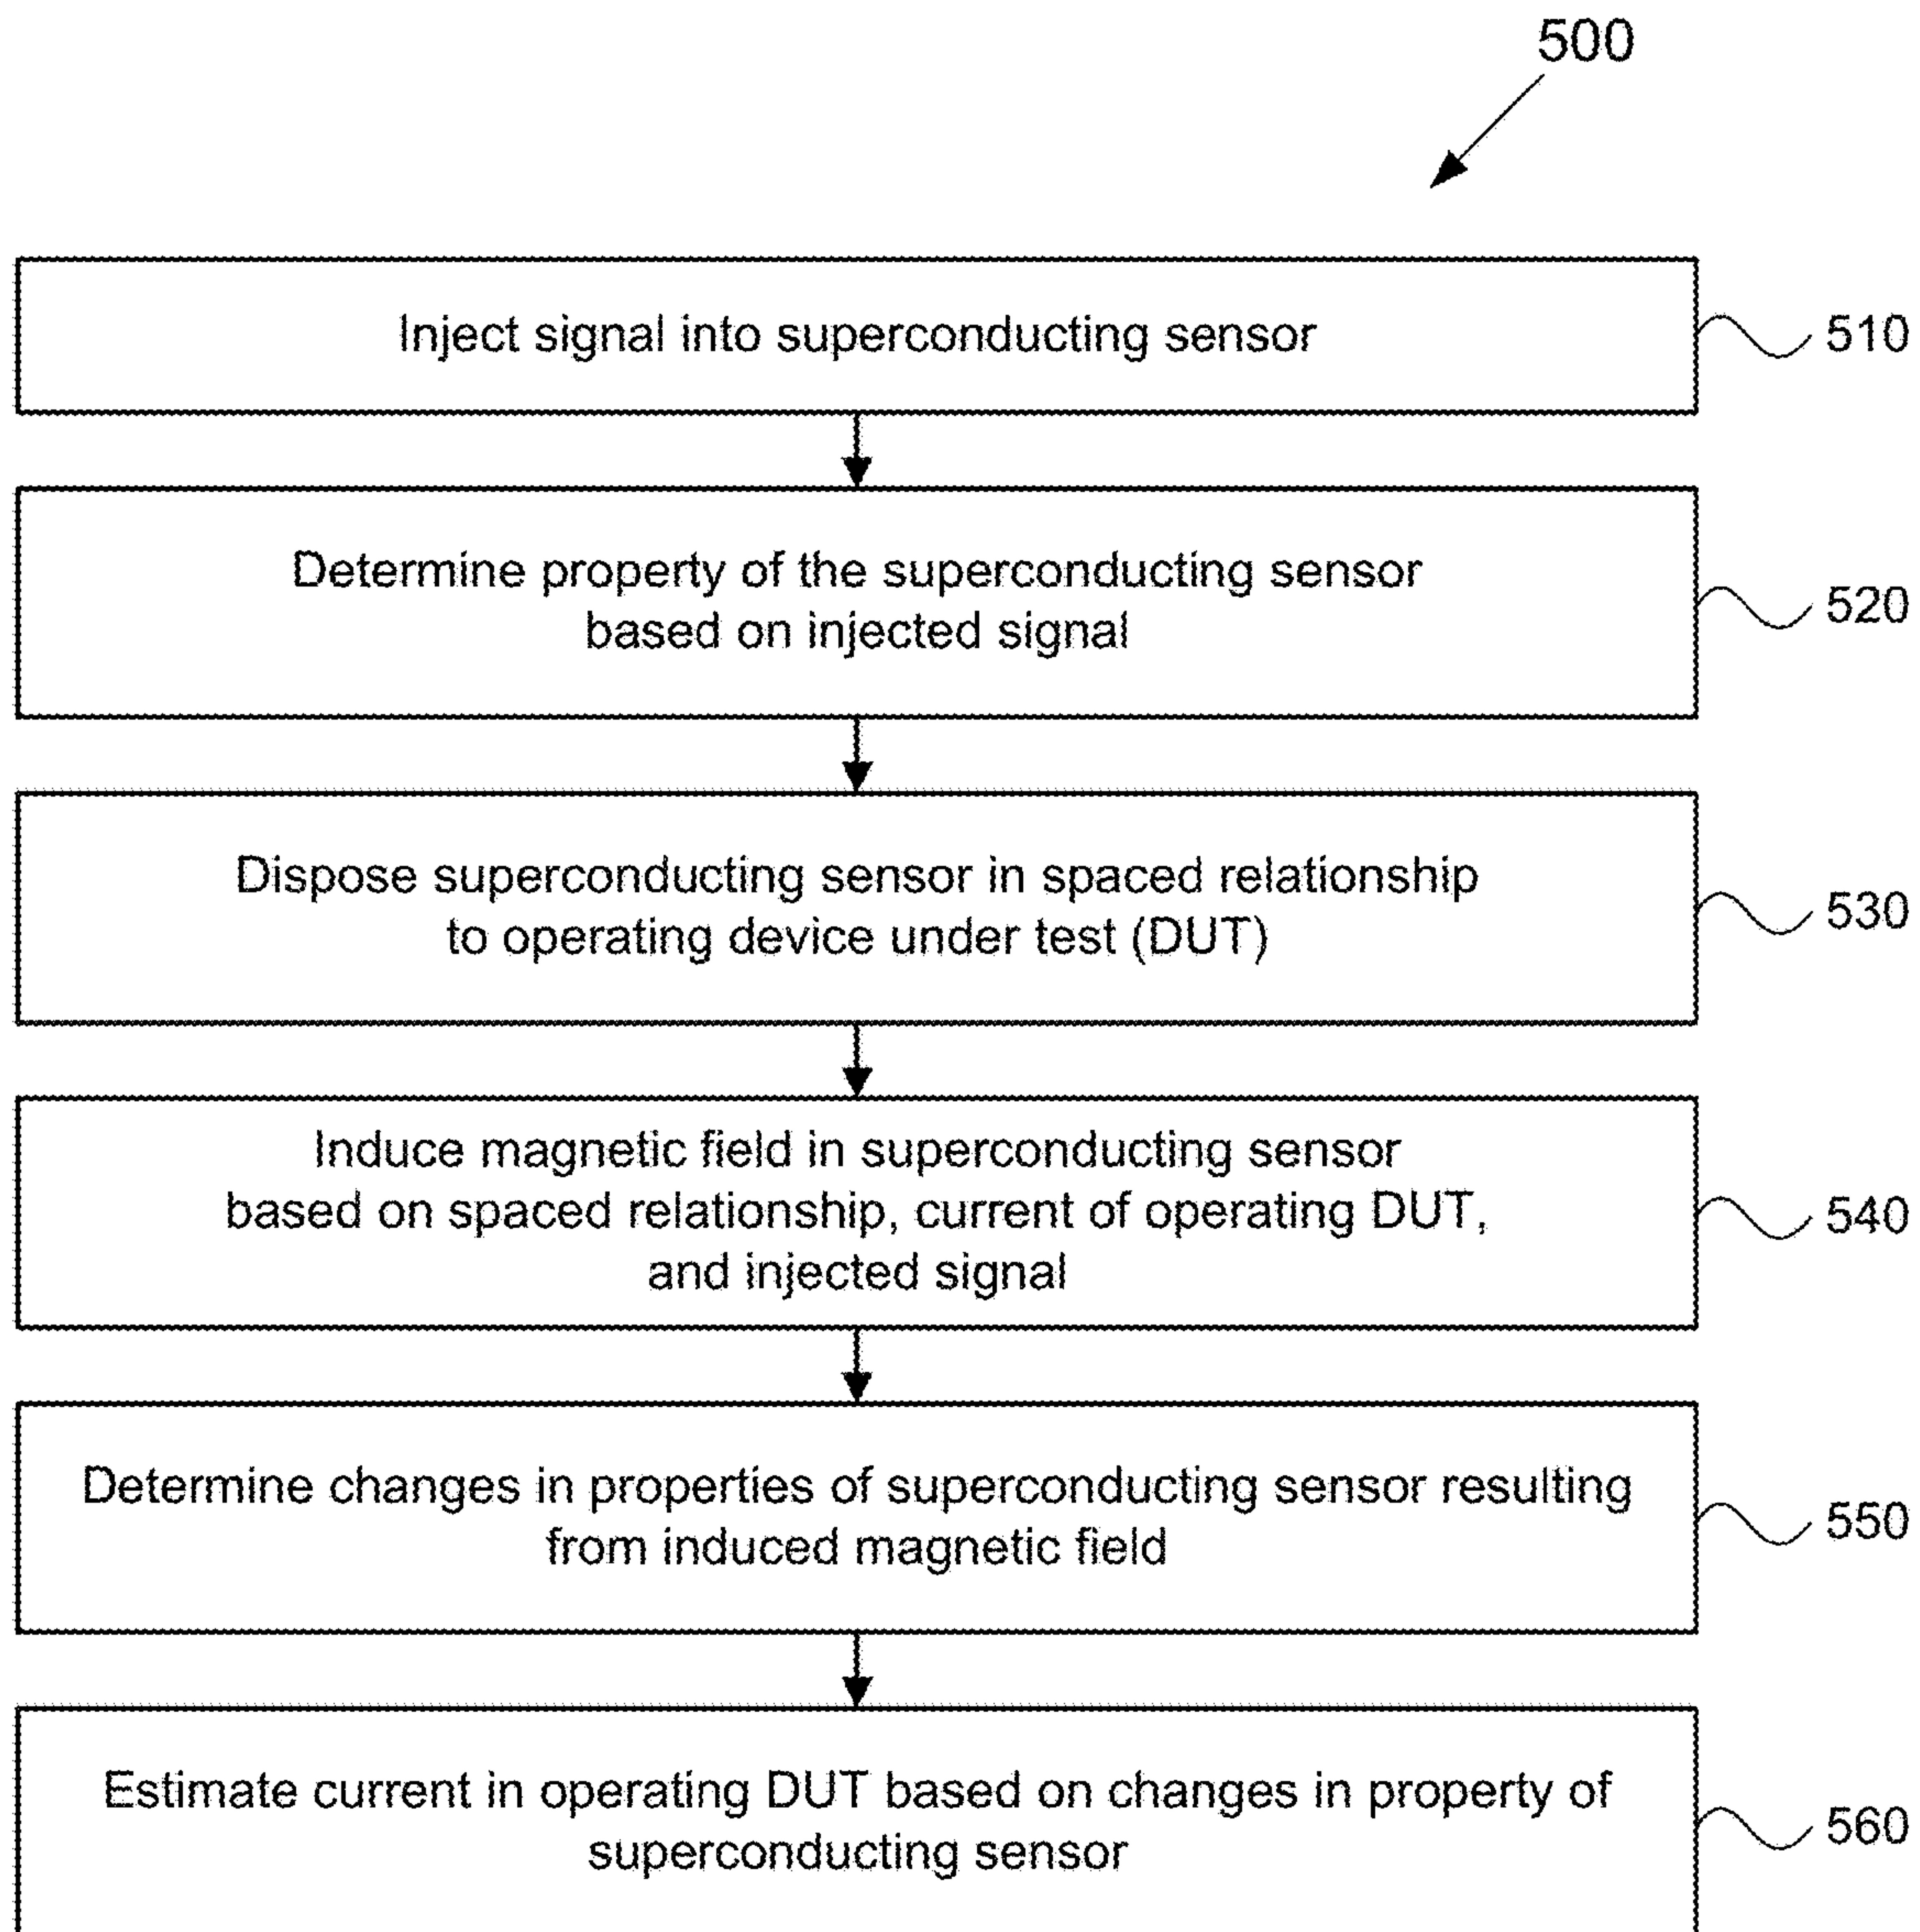 500
Inject signal into superconducting sensor
510
Determine property of the superconducting sensor
based on injected signal
520
Dispose superconducting sensor in spaced relationship
to operating device under test (DUT)
530
Induce magnetic field in superconducting sensor
based on spaced relationship, current of operating DUT,
and injected signal
540
Determine changes in properties of superconducting sensor resulting
from induced magnetic field
550
Estimate current in operating DUT based on changes in property of
superconducting sensor
560